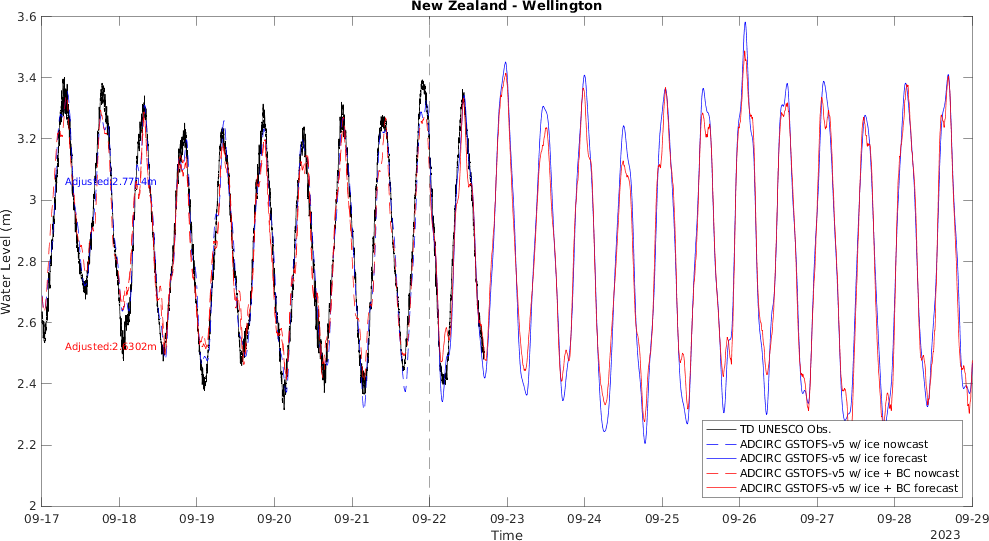 New Zealand - Wellington
3.6
3.4
3.2
3
2.8
2.6
2.4
2.2
2
Water Level (m)
Adjusted:2.7714m
Adjusted:2.6302m
TD UNESCO Obs.
ADCIRC GSTOFS-v5 w/ ice nowcast
ADCIRC GSTOFS-v5 w/ ice forecast
ADCIRC GSTOFS-v5 w/ ice + BC nowcast
ADCIRC GSTOFS-v5 w/ ice + BC forecast
09-17 09-18 09-19 09-20 09-21 09-22 09-23 09-24 09-25 09-26 09-27 09-28 09-29
Time
2023